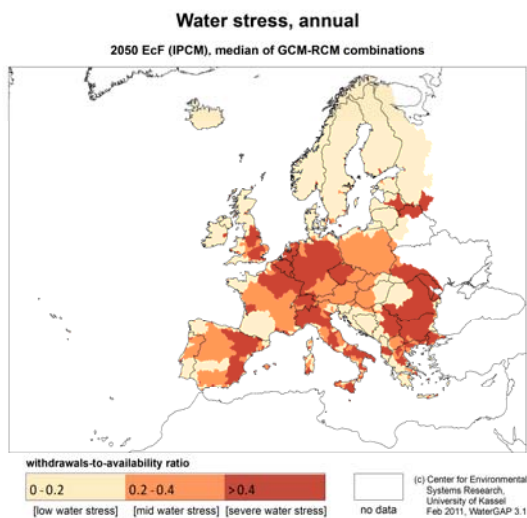 Water stress, annual
2050 EcF (IPCM), median of GCM-RCM combinations
withdrawals-to-availability ratio
0 - 0.2
0.2 - 0.4
>0.4
[low water stress]
[mid water stress]
[severe water stress]
no data
(c) Center for Environmental
Systems Research,
University of Kassel
Feb 2011, WaterGAP 3.1